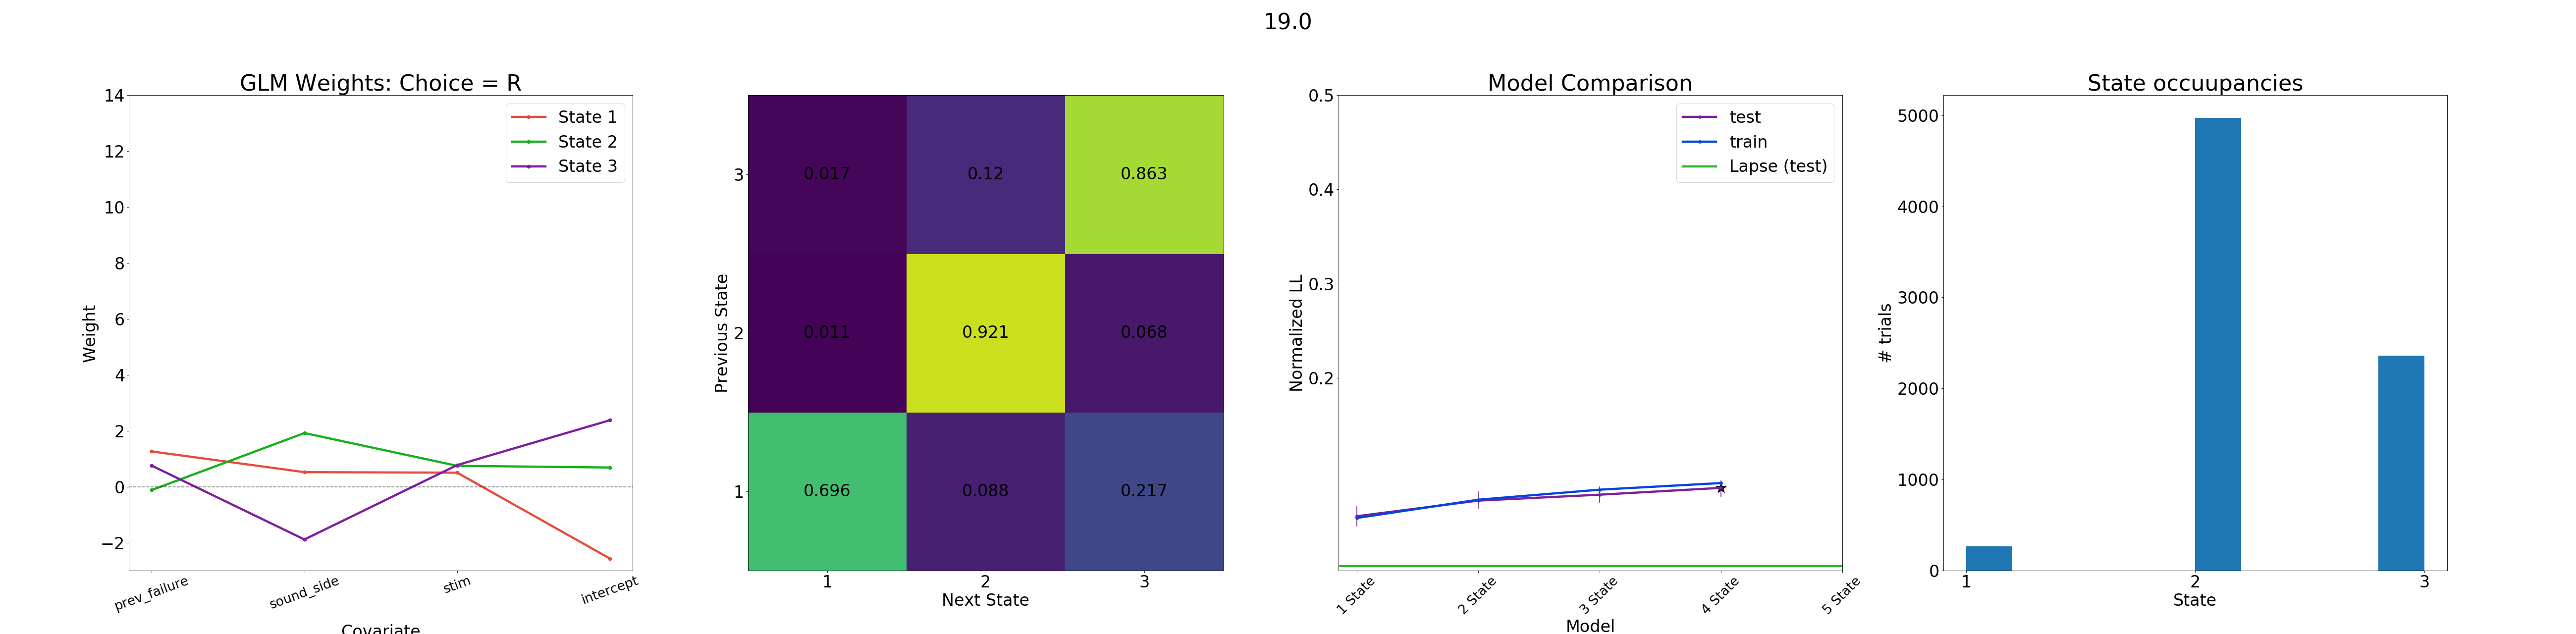 19.0
GLM Weights: Choice = R
14
12
10
8
6
4
2
0
−2
Weight
State 1
State 2
State 3
prev_failure
sound_side
stim
intercept
Covariate
Previous State
3
2
1
0.017 0.12 0.863
0.011 0.921 0.068
0.696 0.088 0.217
1 2 3
Next State
Model Comparison
0.5
0.4
0.3
0.2
Normalized LL
test
train
Lapse (test)
1 State
2 State
3 State
4 State
5 State
Model
State occuupancies
5000
4000
3000
2000
1000
0
# trials
1 2 3
State